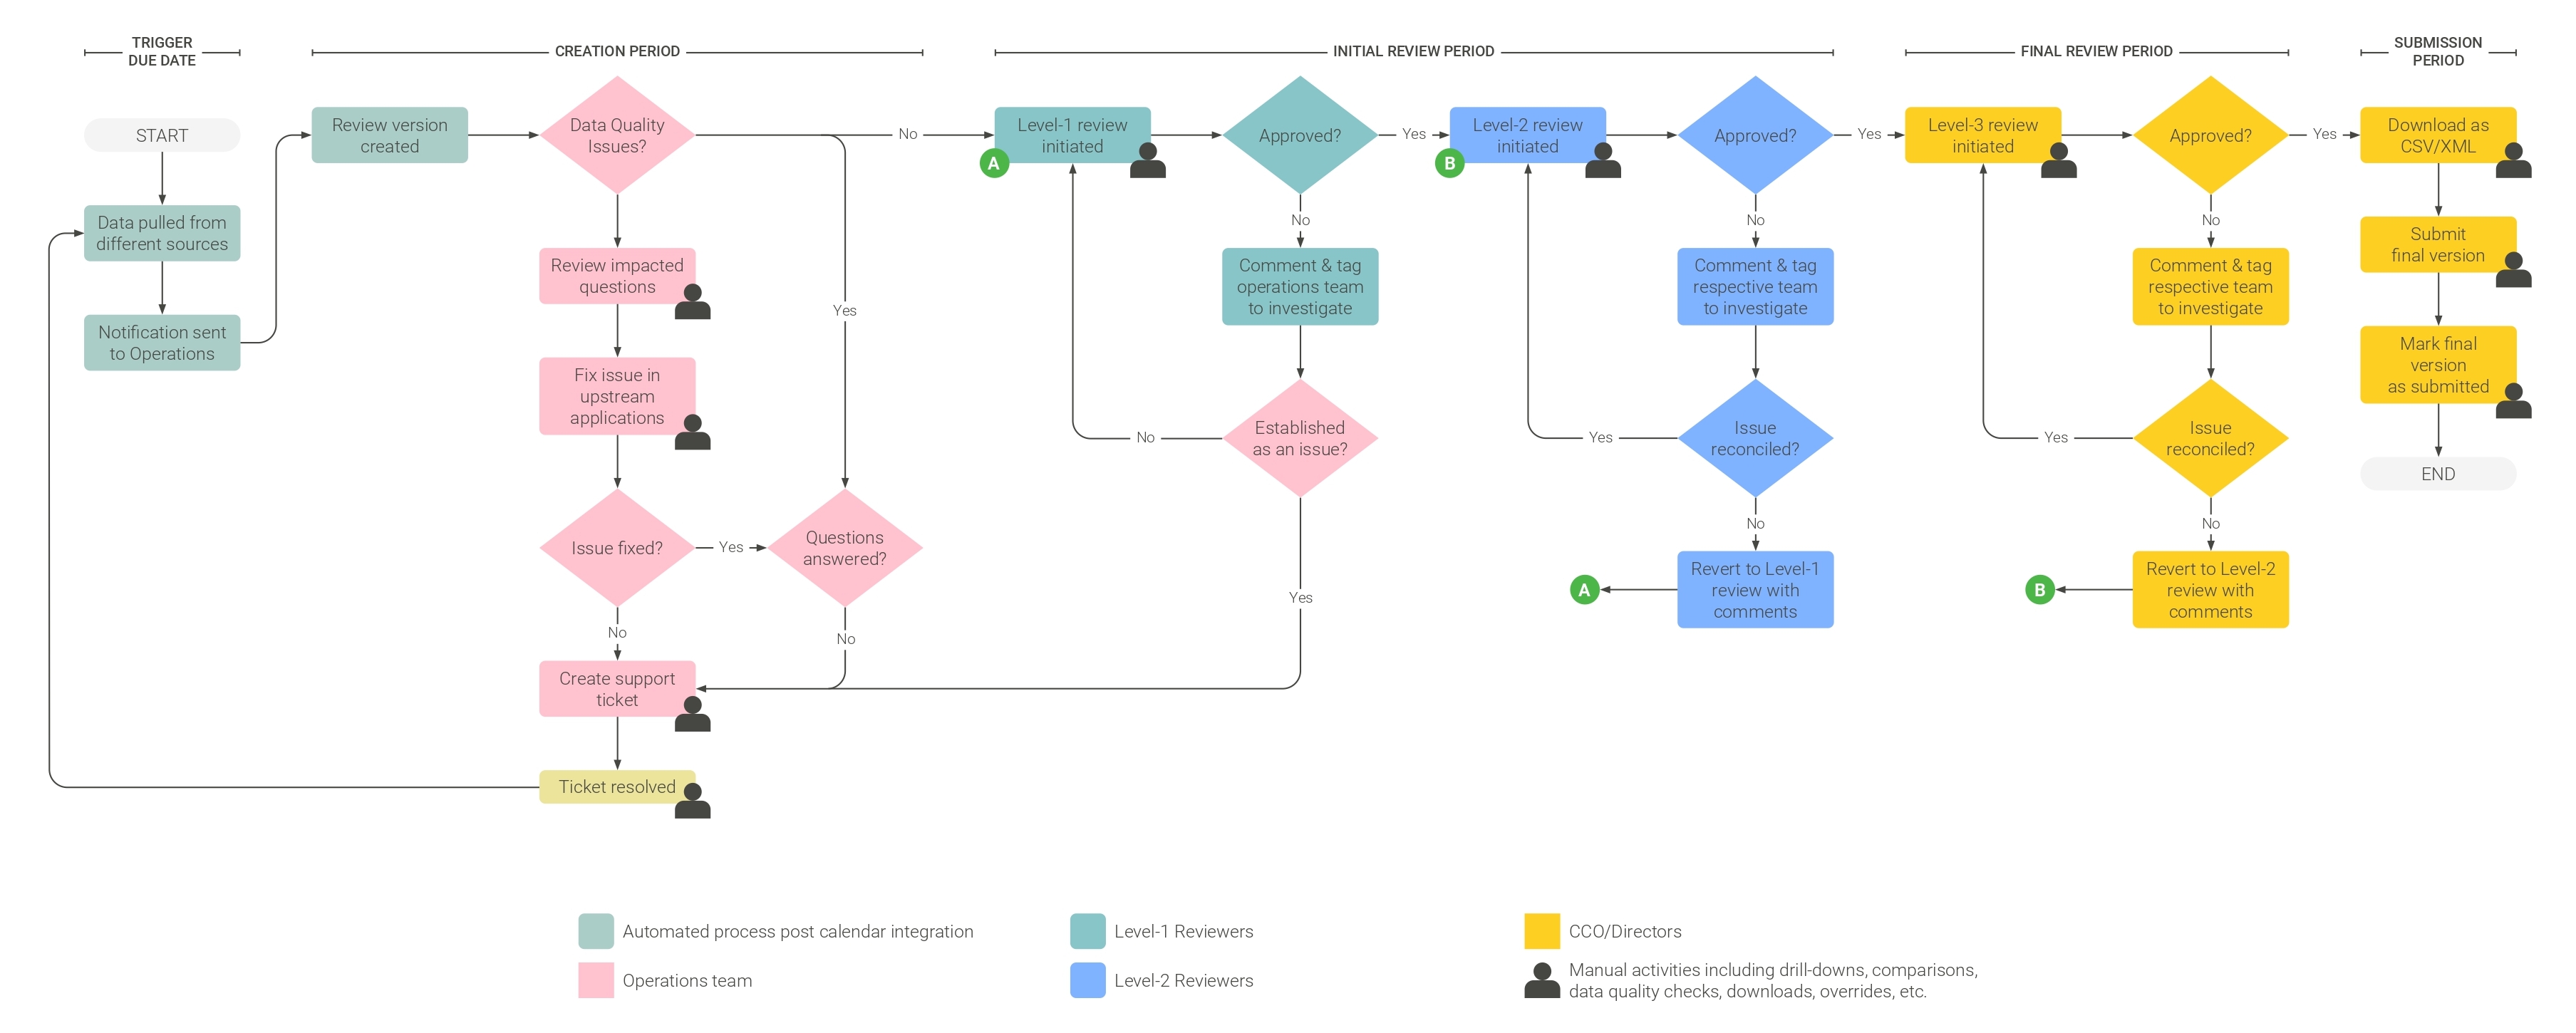 TRIGGER
DUE DATE
CREATION PERIOD
INITIAL REVIEW PERIOD
FINAL REVIEW PERIOD
SUBMISSION
PERIOD
START
Data pulled from
different sources
Notification sent
to Operations
Review version
created
Data Quality
Issues?
No
Yes
Review impacted
questions
Fix issue in
upstream
applications
Issue fixed?
Yes
Questions
answered?
No
No
Create support
ticket
Ticket resolved
Level-1 review
initiated
A
Approved?
Yes
No
Comment & tag
operations team
to investigate
Established
as an issue?
No
Yes
Level-2 review
initiated
B
Approved?
Yes
No
Comment & tag
respective team
to investigate
Issue
reconciled?
Yes
No
Revert to Level-1
review with
comments
A
Level-3 review
initiated
Approved?
Yes
No
Comment & tag
respective team
to investigate
Issue
reconciled?
Yes
No
Revert to Level-2
review with
comments
B
Download as
CSV/XML
Submit
final version
Mark final
version
as submitted
END
Automated process post calendar integration
Operations team
Level-1 Reviewers
Level-2 Reviewers
CCO/Directors
Manual activities including drill-downs, comparisons,
data quality checks, downloads, overrides, etc.